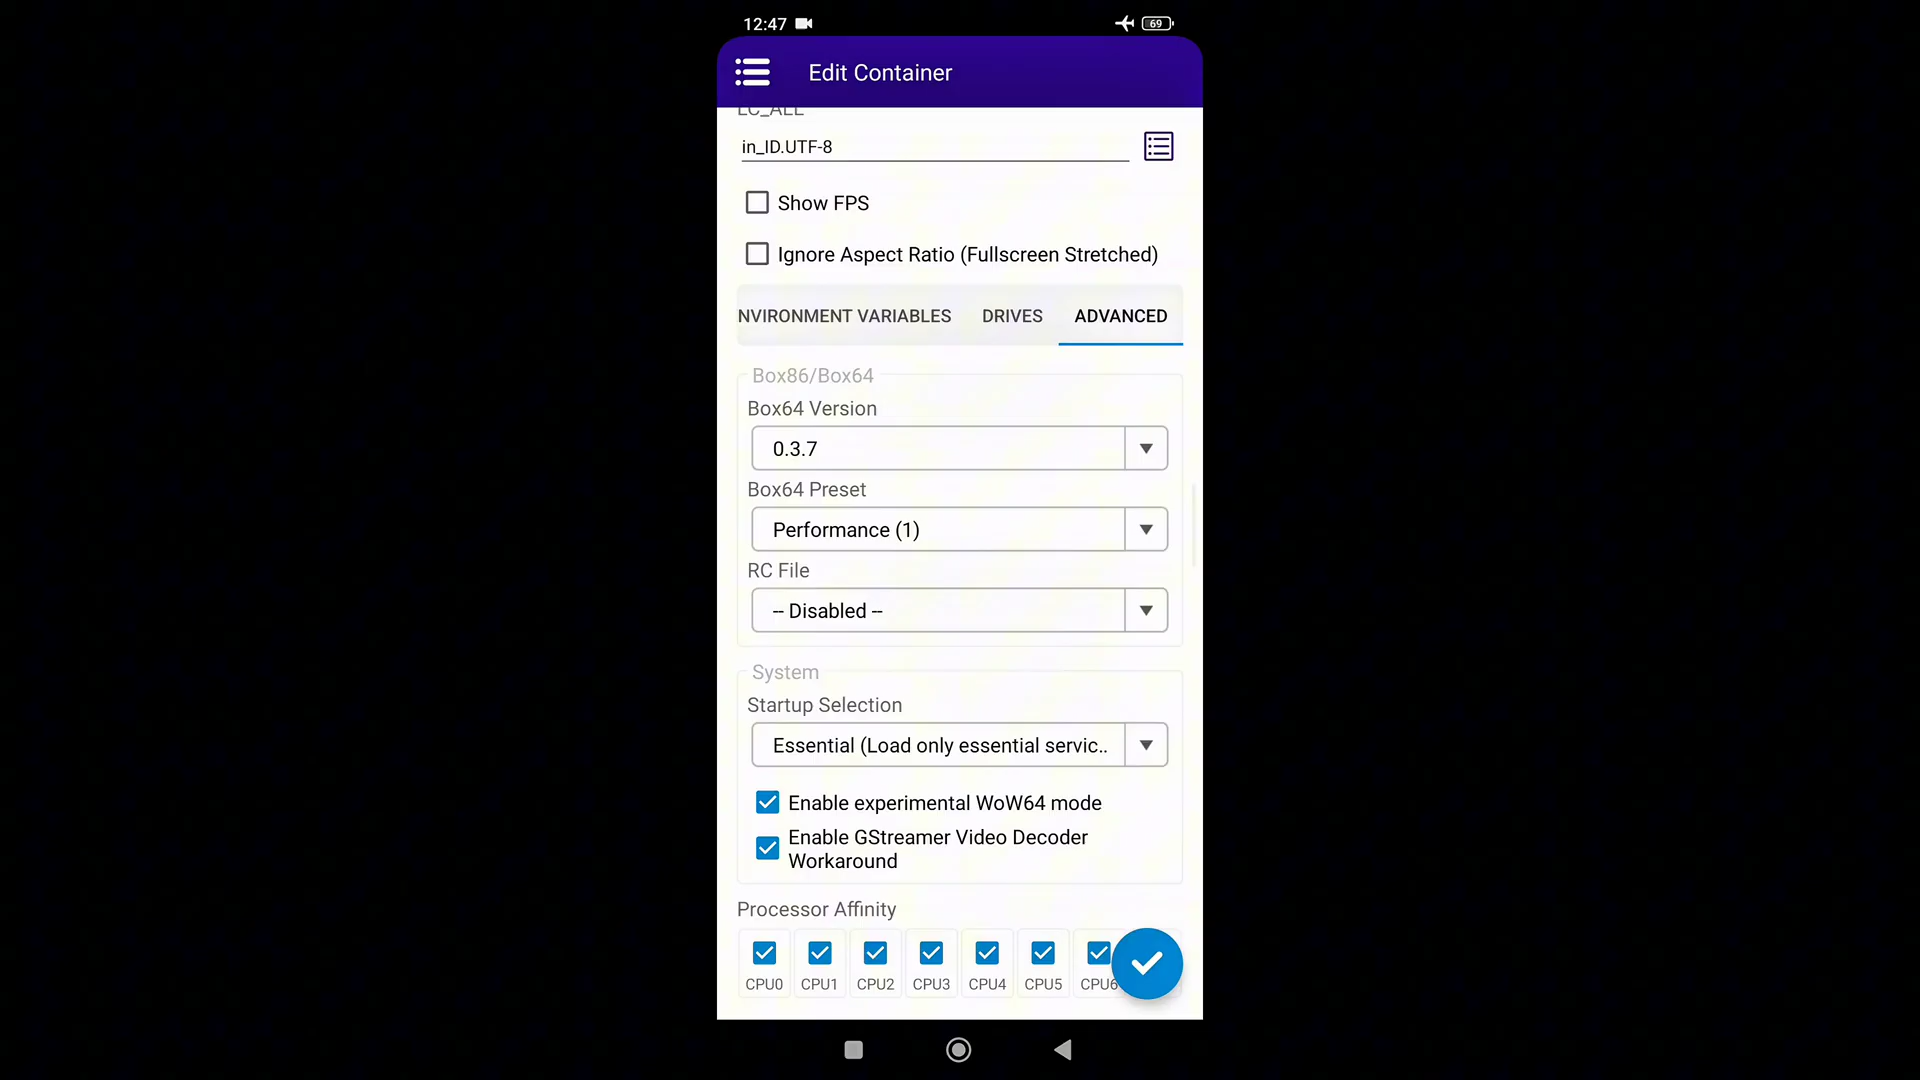 12:47
69
Edit Container
LC_ALL
in_ID.UTF-8
Show FPS
Ignore Aspect Ratio (Fullscreen Stretched)
NVIRONMENT VARIABLES DRIVES ADVANCED
Box86/Box64
Box64 Version
0.3.7
Box64 Preset
Performance (1)
RC File
-- Disabled --
System
Startup Selection
Essential (Load only essential servic..
Enable experimental WoW64 mode
Enable GStreamer Video Decoder
Workaround
Processor Affinity
CPU0 CPU1 CPU2 CPU3 CPU4 CPU5 CPU6